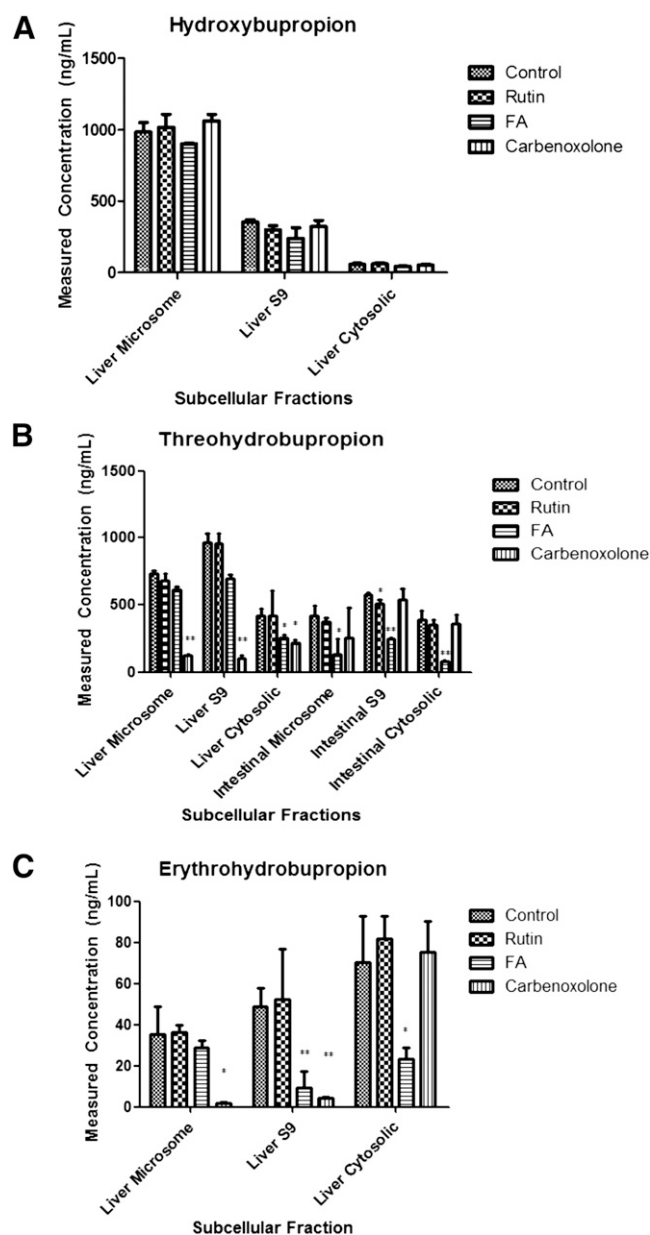 A
Hydroxybupropion
Measured Concentration (ng/mL)
1500
1000
500
0
Liver Microsome
Liver S9
Liver Cytosolic
Subcellular Fractions
Control
Rutin
FA
Carbenoxolone
B
Threohydrobupropion
Measured Concentration (ng/mL)
1500
1000
500
0
**
**
*
*
*
*
**
**
Liver Microsome
Liver S9
Liver Cytosolic
Intestinal Microsome
Intestinal S9
Intestinal Cytosolic
Subcellular Fractions
Control
Rutin
FA
Carbenoxolone
C
Erythrohydrobupropion
Measured Concentration (ng/mL)
100
80
60
40
20
0
*
**
**
*
Liver Microsome
Liver S9
Liver Cytosolic
Subcellular Fraction
Control
Rutin
FA
Carbenoxolone